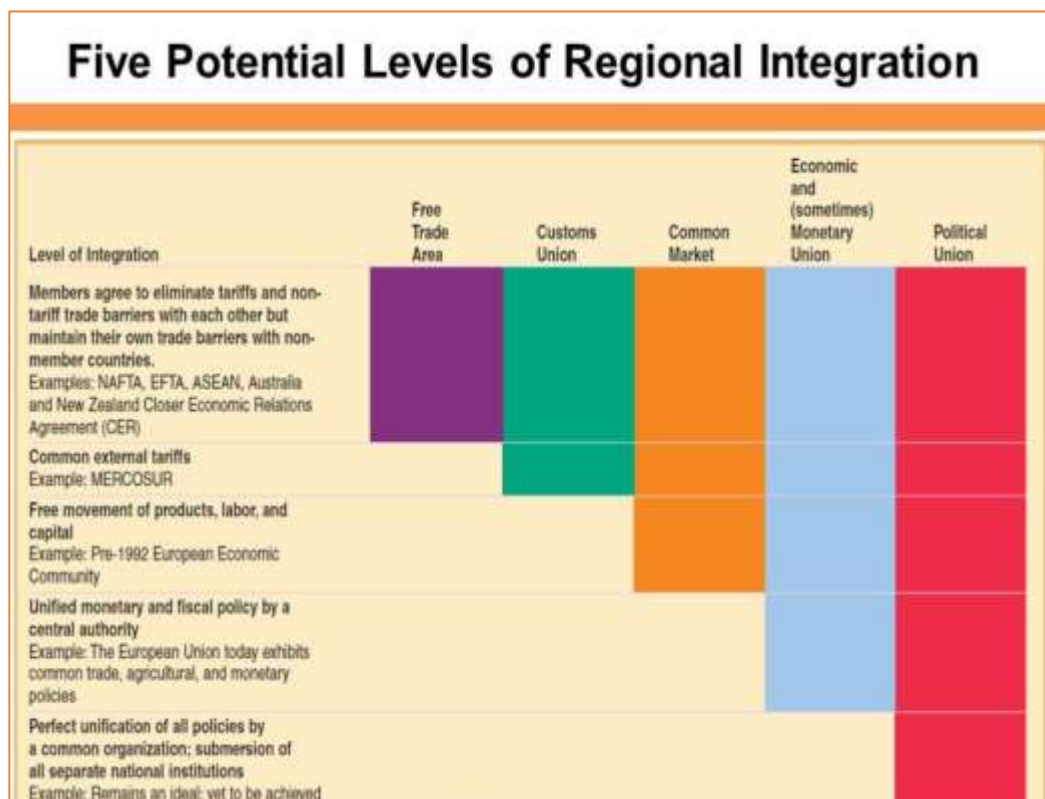 Five Potential Levels of Regional Integration
Economic
and
(sometimes)
Free
Trade Customs Common Monetary Political
Level of Integration Area Union Market Union Union
Members agree to eliminate tariffs and non-
tariff trade barriers with each other but
maintain their own trade barriers with non-
member countries.
Examples: NAFTA, EFTA, ASEAN, Australia
and New Zealand Closer Economic Relations
Agreement (CER)
Common external tariffs
Example: MERCOSUR
Free movement of products, labor, and
capital
Example: Pre-1992 European Economic
Community
Unified monetary and fiscal policy by a
central authority
Example: The European Union today exhibits
common trade, agricultural, and monetary
policies
Perfect unification of all policies by
a common organization; submersion of
all separate national institutions
Example: Remains an ideal; yet to be achieved